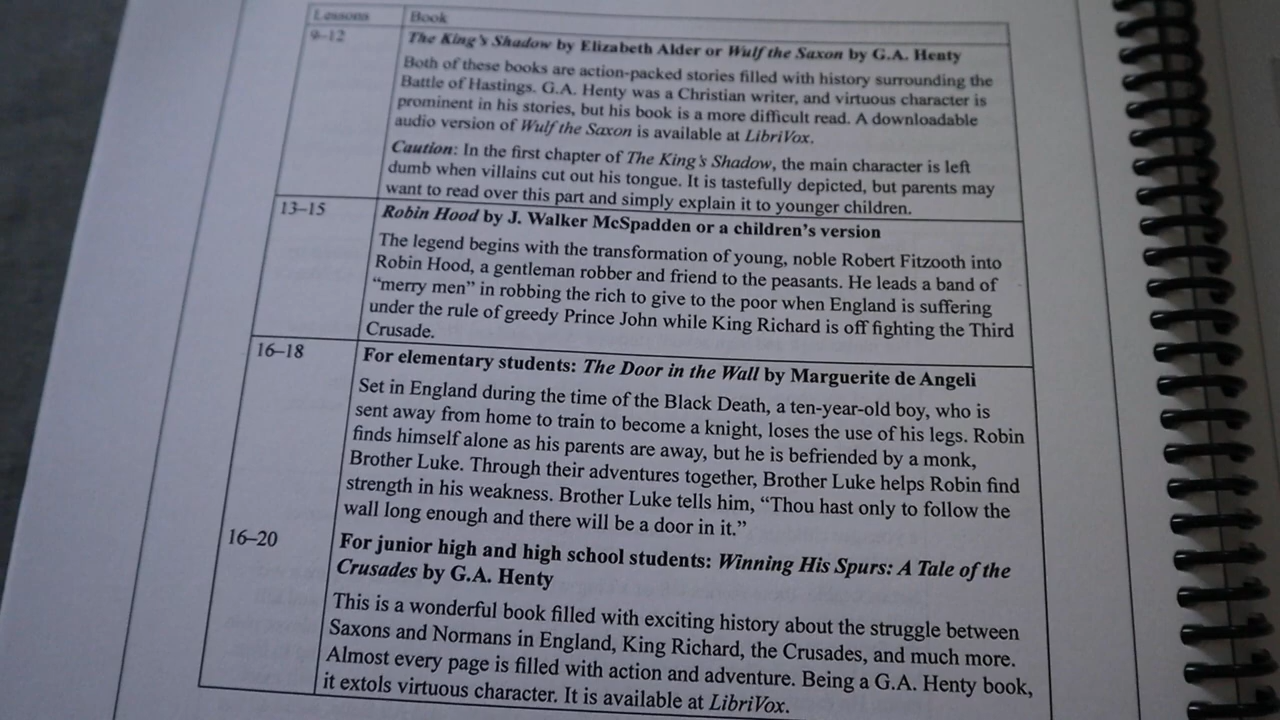 Lessons Book
9–12 The King's Shadow by Elizabeth Alder or Wulf the Saxon by G.A. Henty
Both of these books are action-packed stories filled with history surrounding the
Battle of Hastings. G.A. Henty was a Christian writer, and virtuous character is
prominent in his stories, but his book is a more difficult read. A downloadable
audio version of Wulf the Saxon is available at LibriVox.
Caution: In the first chapter of The King's Shadow, the main character is left
dumb when villains cut out his tongue. It is tastefully depicted, but parents may
want to read over this part and simply explain it to younger children.
13–15 Robin Hood by J. Walker McSpadden or a children's version
The legend begins with the transformation of young, noble Robert Fitzooth into
Robin Hood, a gentleman robber and friend to the peasants. He leads a band of
“merry men” in robbing the rich to give to the poor when England is suffering
under the rule of greedy Prince John while King Richard is off fighting the Third
Crusade.
16–18 For elementary students: The Door in the Wall by Marguerite de Angeli
Set in England during the time of the Black Death, a ten-year-old boy, who is
sent away from home to train to become a knight, loses the use of his legs. Robin
finds himself alone as his parents are away, but he is befriended by a monk,
Brother Luke. Through their adventures together, Brother Luke helps Robin find
strength in his weakness. Brother Luke tells him, “Thou hast only to follow the
wall long enough and there will be a door in it.”
16–20 For junior high and high school students: Winning His Spurs: A Tale of the
Crusades by G.A. Henty
This is a wonderful book filled with exciting history about the struggle between
Saxons and Normans in England, King Richard, the Crusades, and much more.
Almost every page is filled with action and adventure. Being a G.A. Henty book,
it extols virtuous character. It is available at LibriVox.